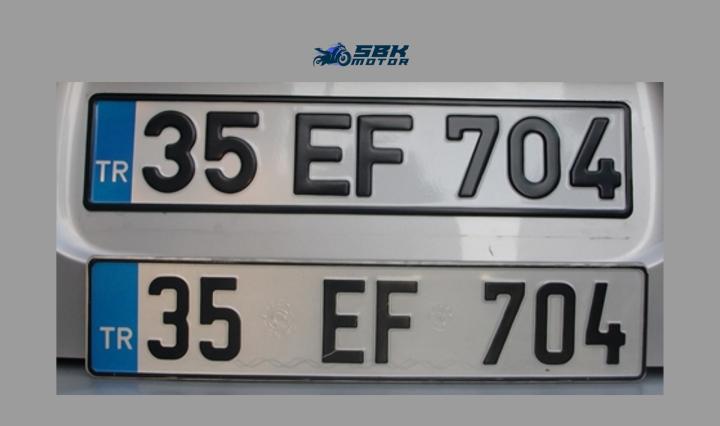 SBK
MOTOR
TR 35 EF 704
TR 35 EF 704